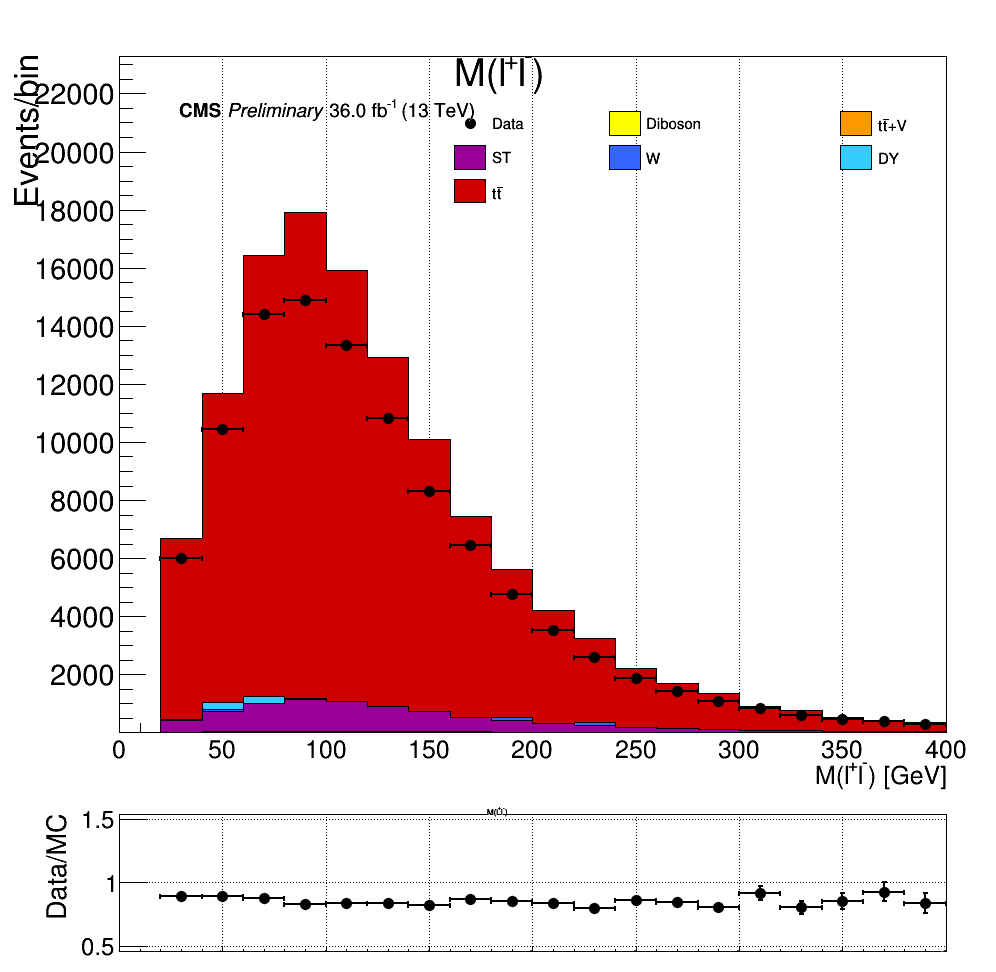 M(l⁺l⁻)
Events/bin
CMS Preliminary 36.0 fb⁻¹ (13 TeV)
Data
Diboson
tt̄+V
ST
W
DY
tt̄
22000
20000
18000
16000
14000
12000
10000
8000
6000
4000
2000
0 50 100 150 200 250 300 350 400
M(l⁺l⁻) [GeV]
M(l⁺l⁻)
Data/MC
1.5
1
0.5